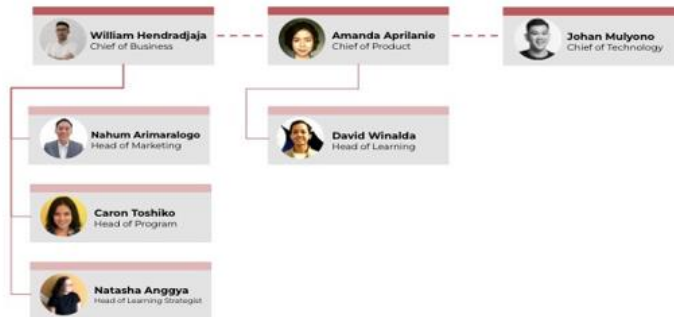 William Hendradjaja
Chief of Business
Amanda Aprilanie
Chief of Product
Johan Mulyono
Chief of Technology
Nahum Arimaralogo
Head of Marketing
David Winalda
Head of Learning
Caron Toshiko
Head of Program
Natasha Anggya
Head of Learning Strategist